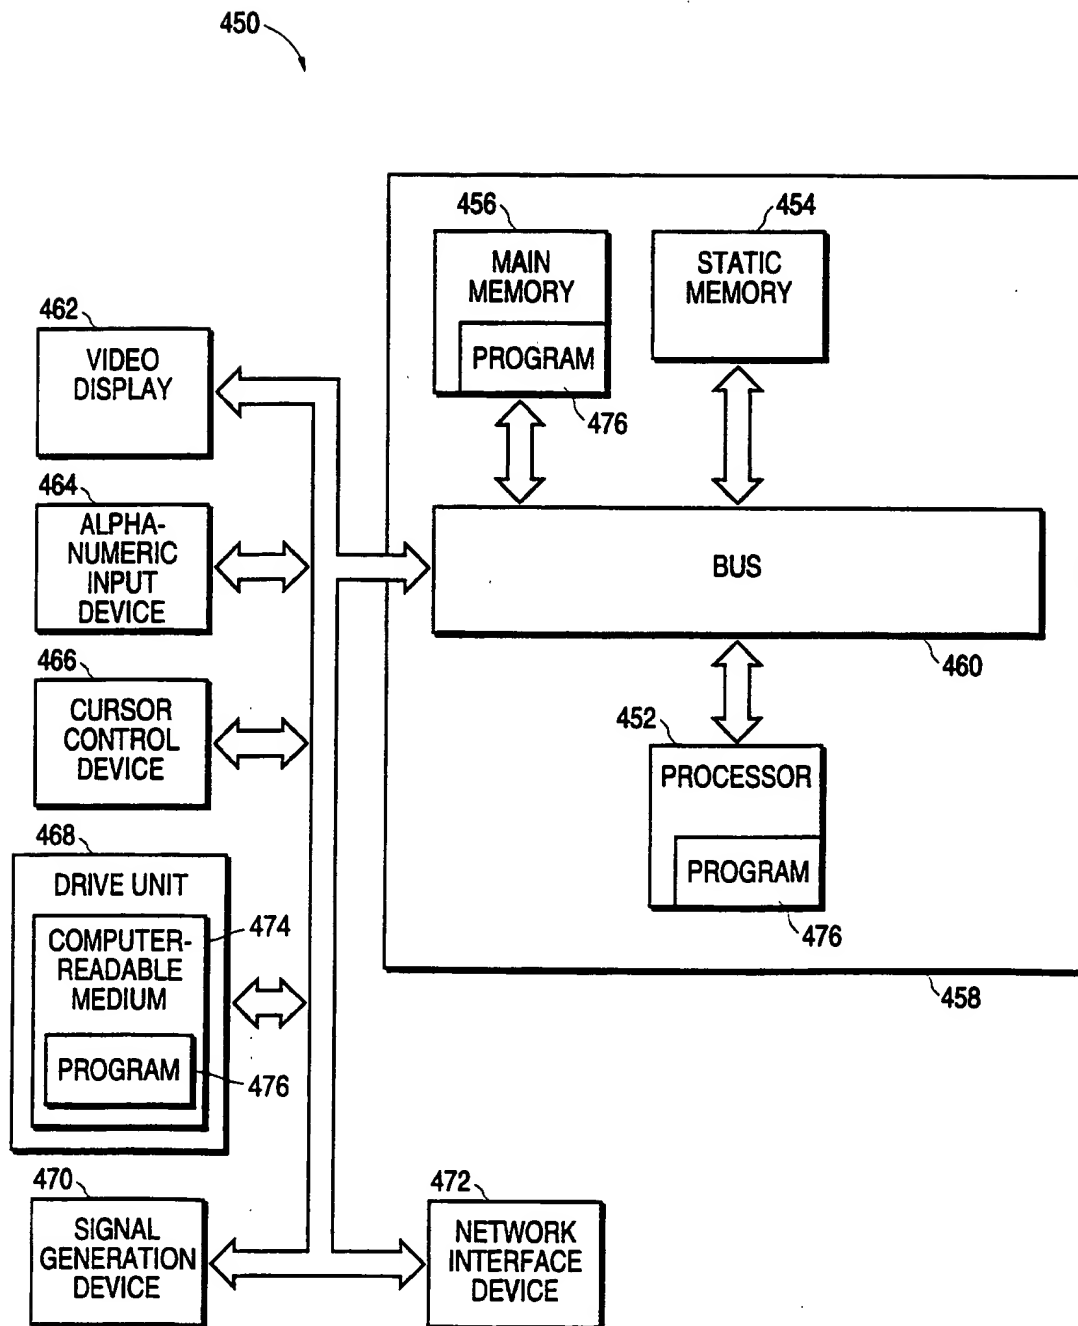 450
456
MAIN
MEMORY
PROGRAM
476
454
STATIC
MEMORY
462
VIDEO
DISPLAY
464
ALPHA-
NUMERIC
INPUT
DEVICE
BUS
460
466
CURSOR
CONTROL
DEVICE
452
PROCESSOR
PROGRAM
476
458
468
DRIVE UNIT
COMPUTER-
READABLE
MEDIUM
474
PROGRAM
476
470
SIGNAL
GENERATION
DEVICE
472
NETWORK
INTERFACE
DEVICE